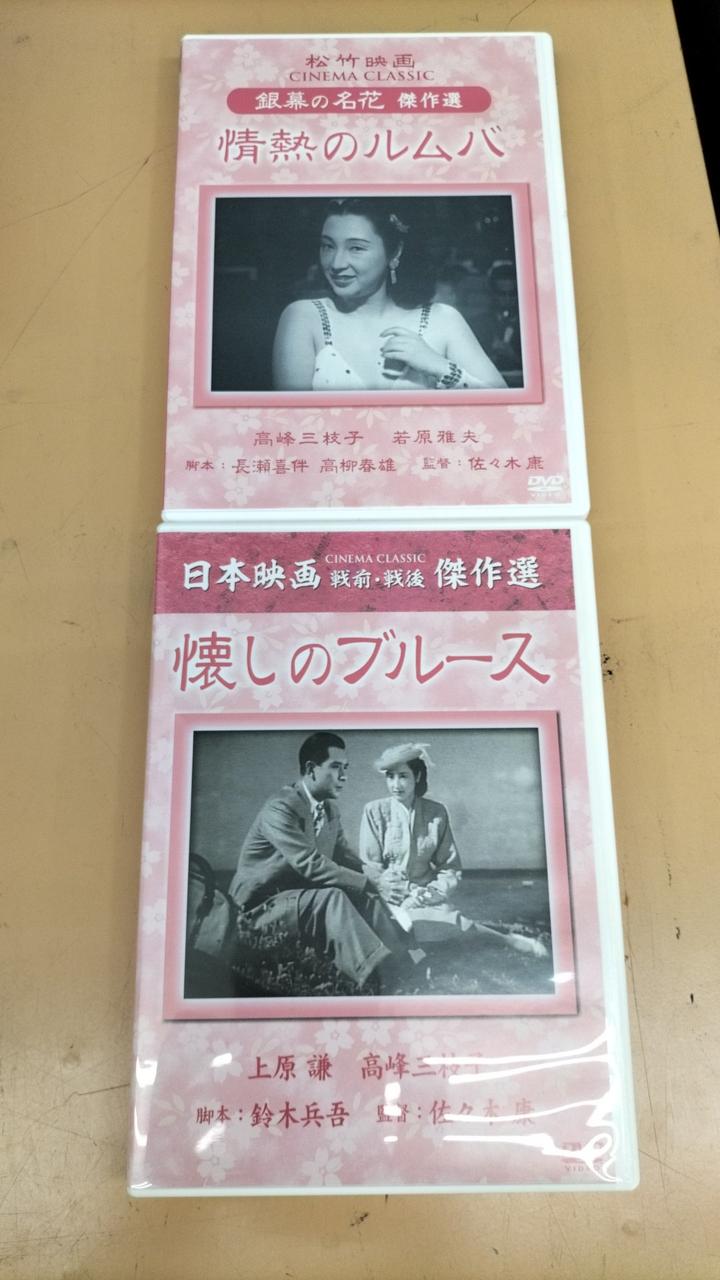 松竹映画
CINEMA CLASSIC
銀幕の名花 傑作選
情熱のルムバ
高峰三枝子 若原雅夫
脚本：長瀬喜伴 高柳春雄 監督：佐々木康
DVD
VIDEO
CINEMA CLASSIC
日本映画 戦前・戦後 傑作選
懐しのブルース
上原謙 高峰三枝子
脚本：鈴木兵吾 監督：佐々木康
DVD
VIDEO